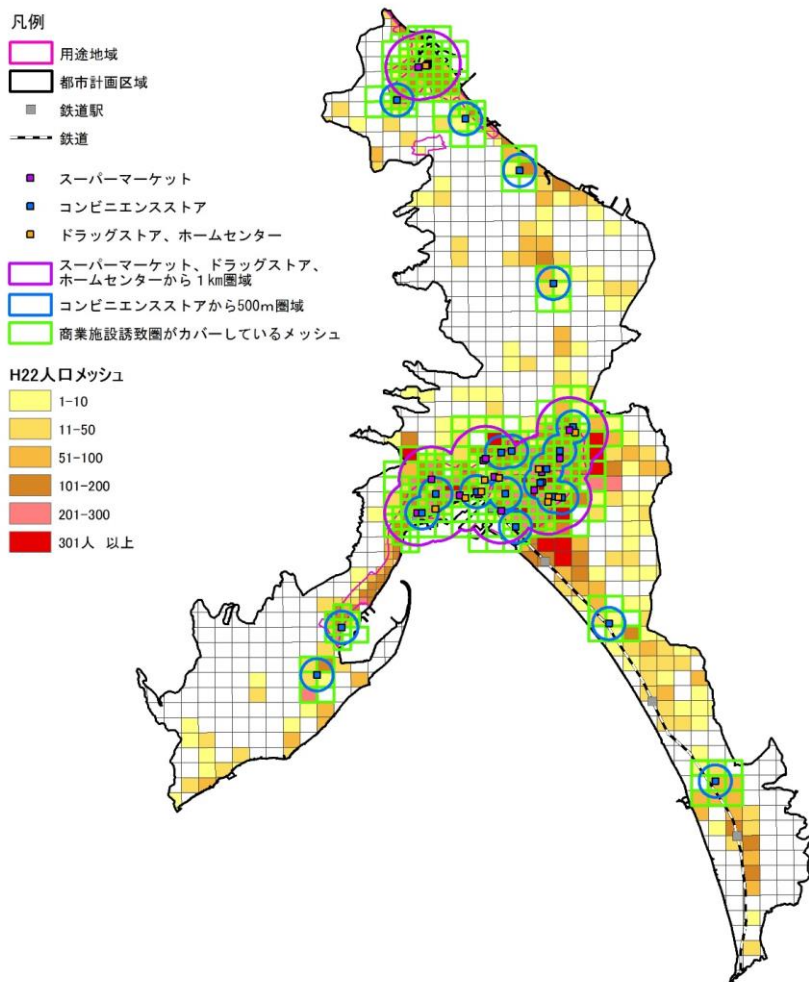 凡例
用途地域
都市計画区域
鉄道駅
鉄道
スーパーマーケット
コンビニエンスストア
ドラッグストア、ホームセンター
スーパーマーケット、ドラッグストア、
ホームセンターから１km圏域
コンビニエンスストアから500m圏域
商業施設誘致圏がカバーしているメッシュ
H22人口メッシュ
1-10
11-50
51-100
101-200
201-300
301人 以上